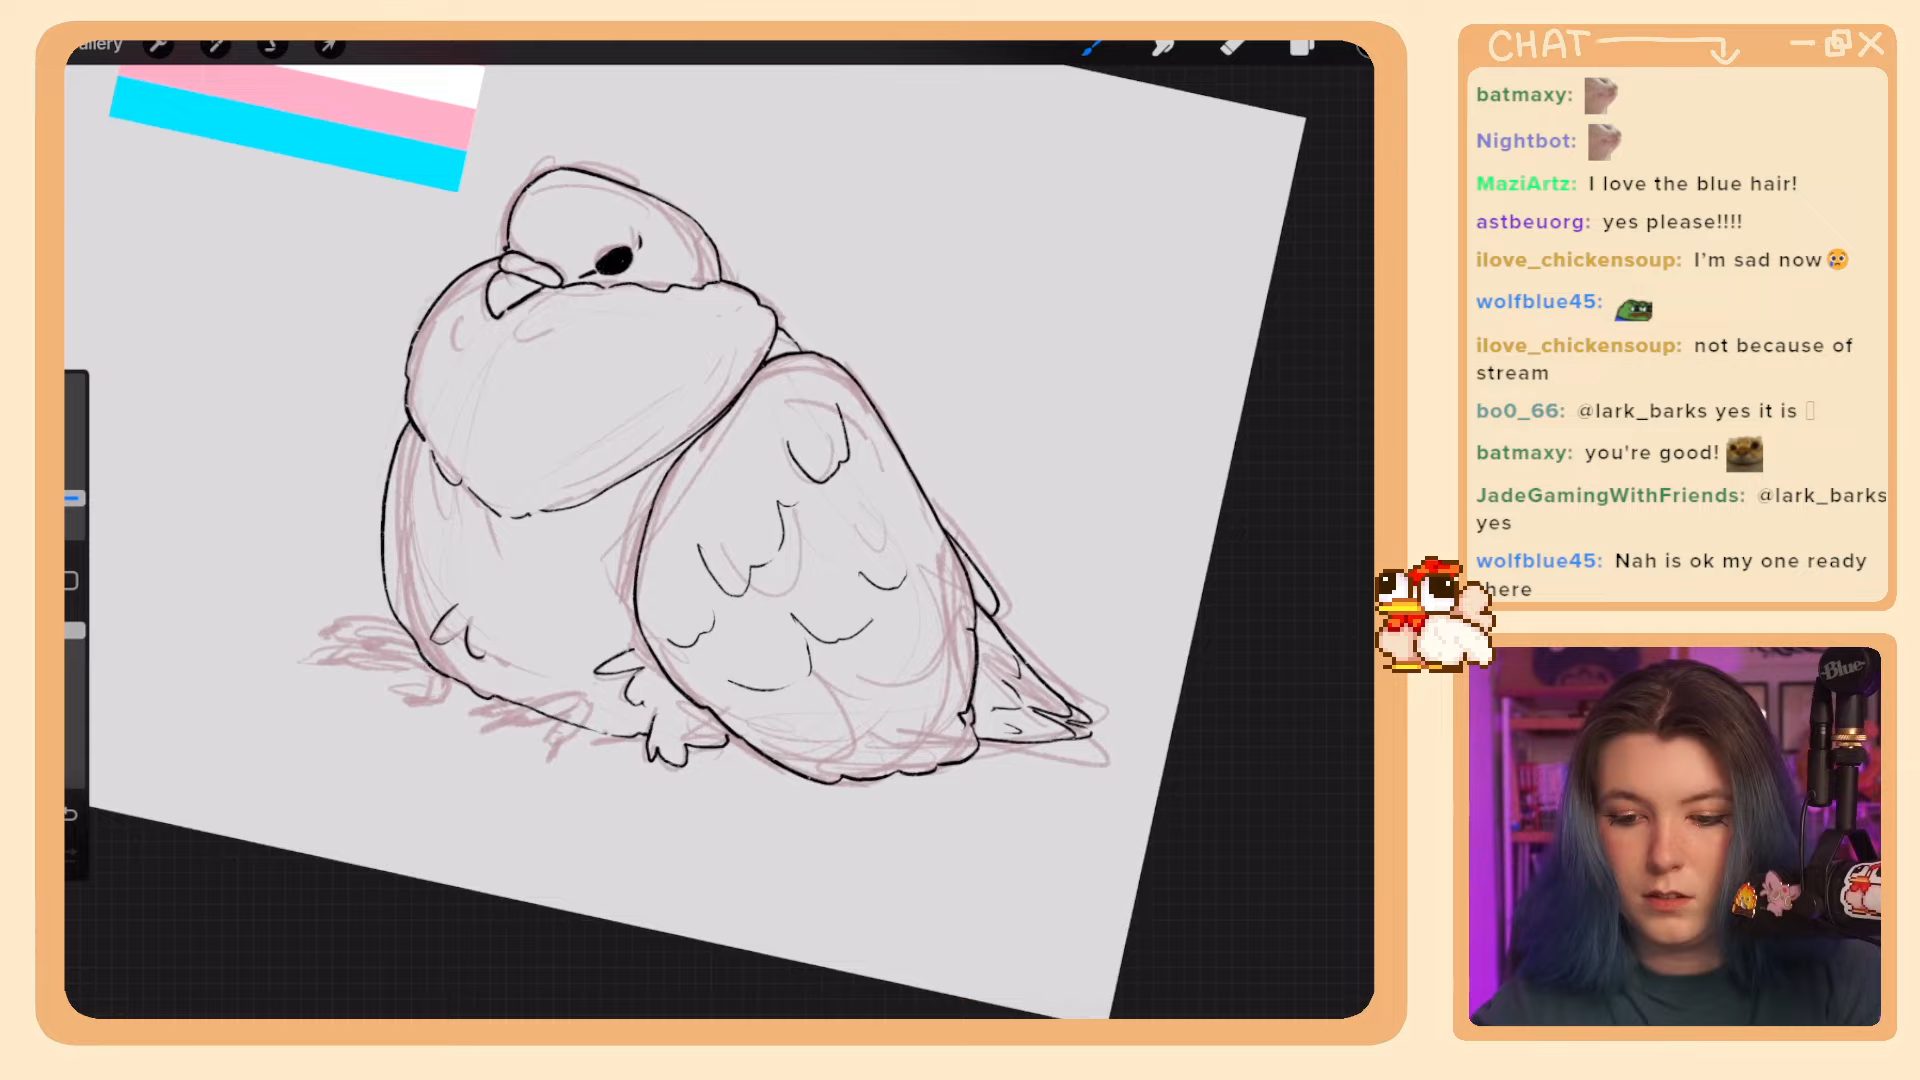 allery
CHAT
batmaxy:
Nightbot:
MaziArtz: I love the blue hair!
astbeuorg: yes please!!!!
ilove_chickensoup: I'm sad now😢
wolfblue45:
ilove_chickensoup: not because of
stream
bo0_66: @lark_barks yes it is
batmaxy: you're good!
JadeGamingWithFriends: @lark_barks
yes
wolfblue45: Nah is ok my one ready
here
Blue